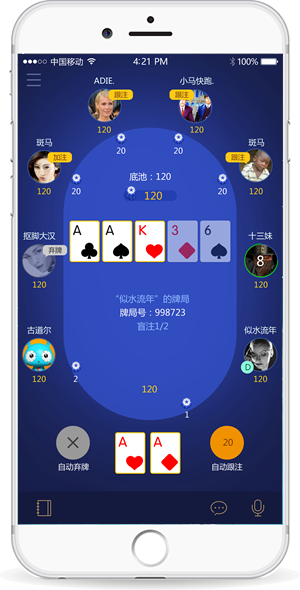 中国移动 4:21 PM 100%
ADIE. 小马快跑.
跟注 跟注
120 120
20 20
斑马 斑马
加注 跟注
120 20 20 120
底池：120
120
A A K 3 6
抠脚大汉 十三妹
弃牌 8
120 120
“似水流年”的牌局
牌局号：998723
盲注1/2
古道尔 似水流年
D
120 2 120 120
1
A A 20
自动弃牌 自动跟注